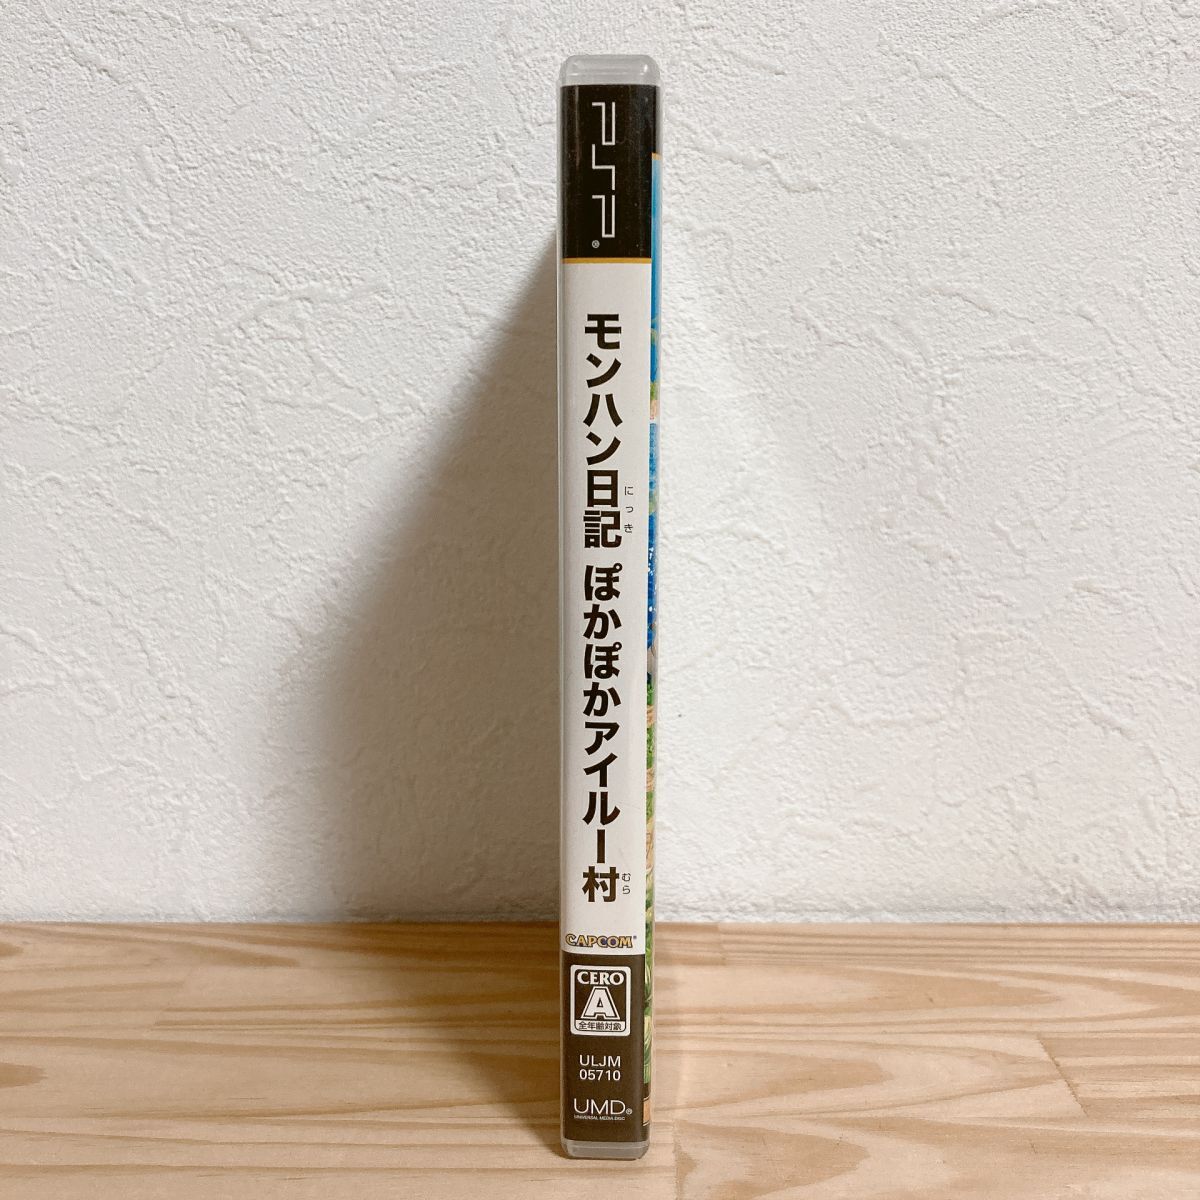 PSP®
モンハン日記 ぽかぽかアイルー村
にっき
むら
CAPCOM®
CERO
A
全年齢対象
ULJM
05710
UMD®
UNIVERSAL MEDIA DISC